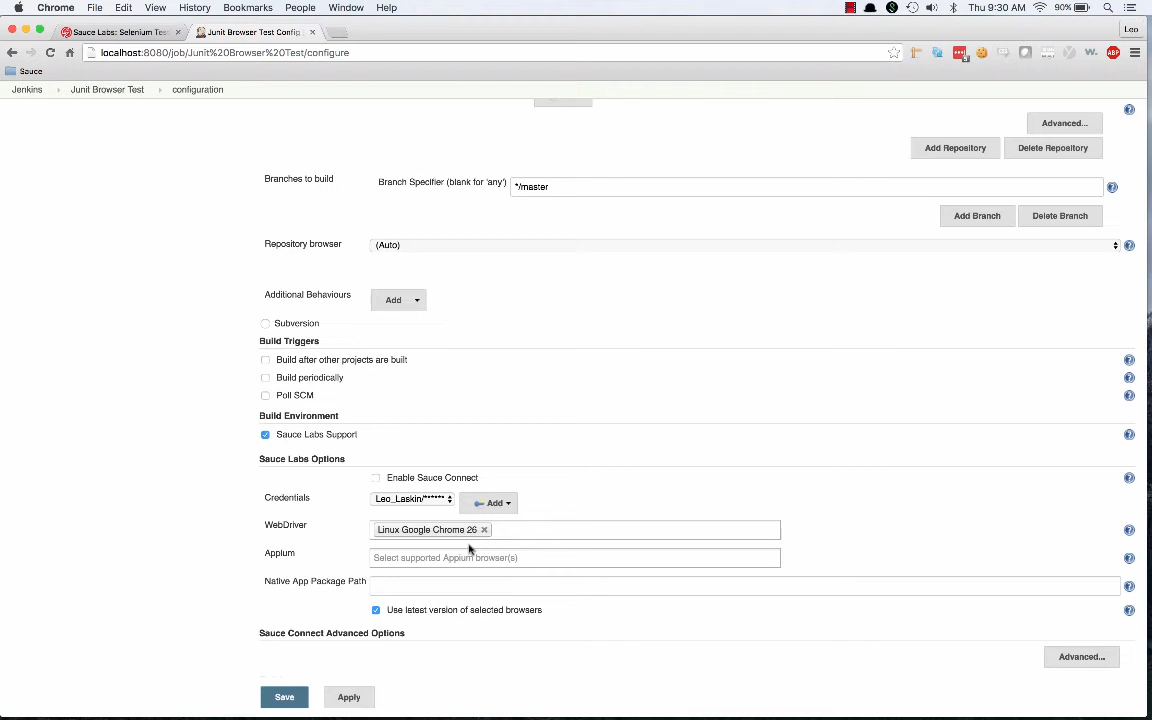 Chrome File Edit View History Bookmarks People Window Help Thu 9:30 AM 90%
Sauce Labs: Selenium Test Junit Browser Test Config Leo
localhost:8080/job/Junit%20Browser%20Test/configure
Sauce
Jenkins Junit Browser Test configuration
Advanced...
Add Repository Delete Repository
Branches to build Branch Specifier (blank for 'any') */master
Add Branch Delete Branch
Repository browser (Auto)
Additional Behaviours Add
Subversion
Build Triggers
Build after other projects are built
Build periodically
Poll SCM
Build Environment
Sauce Labs Support
Sauce Labs Options
Enable Sauce Connect
Credentials Leo_Laskin/****** Add
WebDriver Linux Google Chrome 26
Appium Select supported Appium browser(s)
Native App Package Path
Use latest version of selected browsers
Sauce Connect Advanced Options
Advanced...
Save Apply